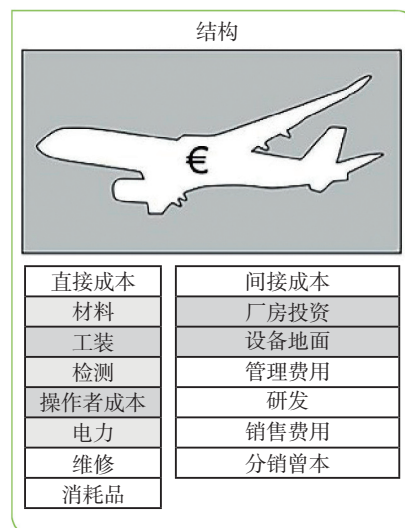 结构
€
直接成本
材料
工装
检测
操作者成本
电力
维修
消耗品
间接成本
厂房投资
设备地面
管理费用
研发
销售费用
分销曾本